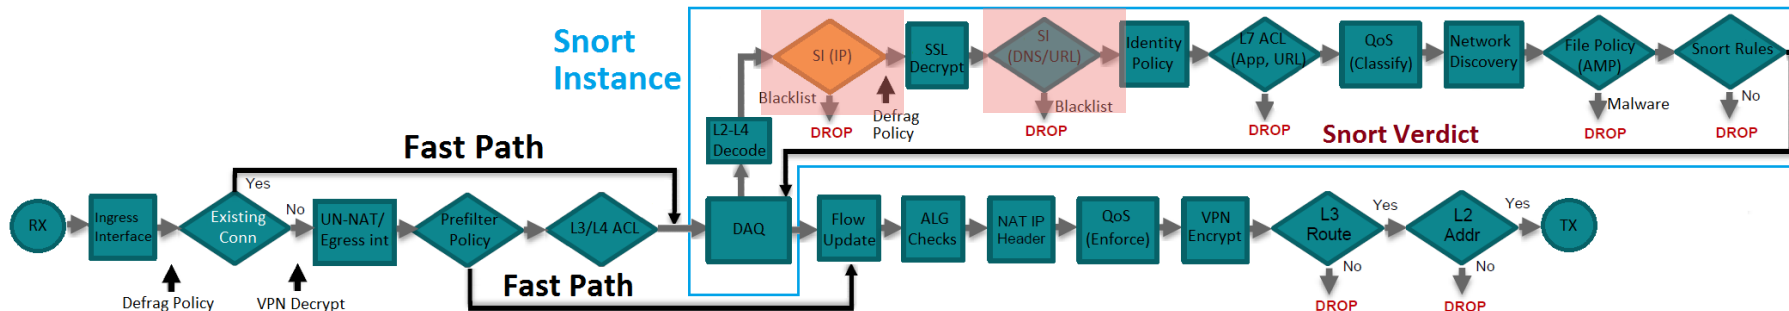 Snort
Instance
SI (IP)
Blacklist
DROP
Defrag
Policy
SSL
Decrypt
SI
(DNS/URL)
Blacklist
DROP
Identity
Policy
L7 ACL
(App, URL)
DROP
QoS
(Classify)
Network
Discovery
File Policy
(AMP)
Malware
DROP
Snort Rules
No
DROP
L2-L4
Decode
Snort Verdict
Fast Path
RX
Ingress
Interface
Defrag Policy
Existing
Conn
Yes
No
VPN Decrypt
UN-NAT/
Egress int
Prefilter
Policy
L3/L4 ACL
Fast Path
DAQ
Flow
Update
ALG
Checks
NAT IP
Header
QoS
(Enforce)
VPN
Encrypt
L3
Route
Yes
No
DROP
L2
Addr
Yes
No
DROP
TX